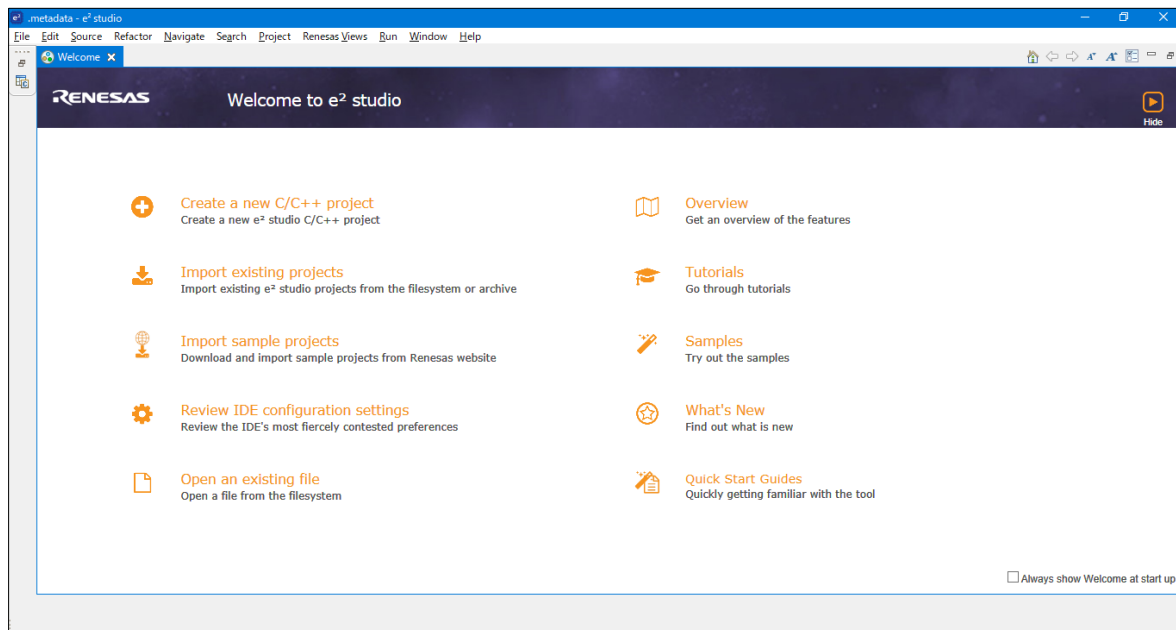 e² .metadata - e² studio
File Edit Source Refactor Navigate Search Project Renesas Views Run Window Help
Welcome
RENESAS
Welcome to e² studio
Hide
Create a new C/C++ project
Create a new e² studio C/C++ project
Import existing projects
Import existing e² studio projects from the filesystem or archive
Import sample projects
Download and import sample projects from Renesas website
Review IDE configuration settings
Review the IDE's most fiercely contested preferences
Open an existing file
Open a file from the filesystem
Overview
Get an overview of the features
Tutorials
Go through tutorials
Samples
Try out the samples
What's New
Find out what is new
Quick Start Guides
Quickly getting familiar with the tool
Always show Welcome at start up